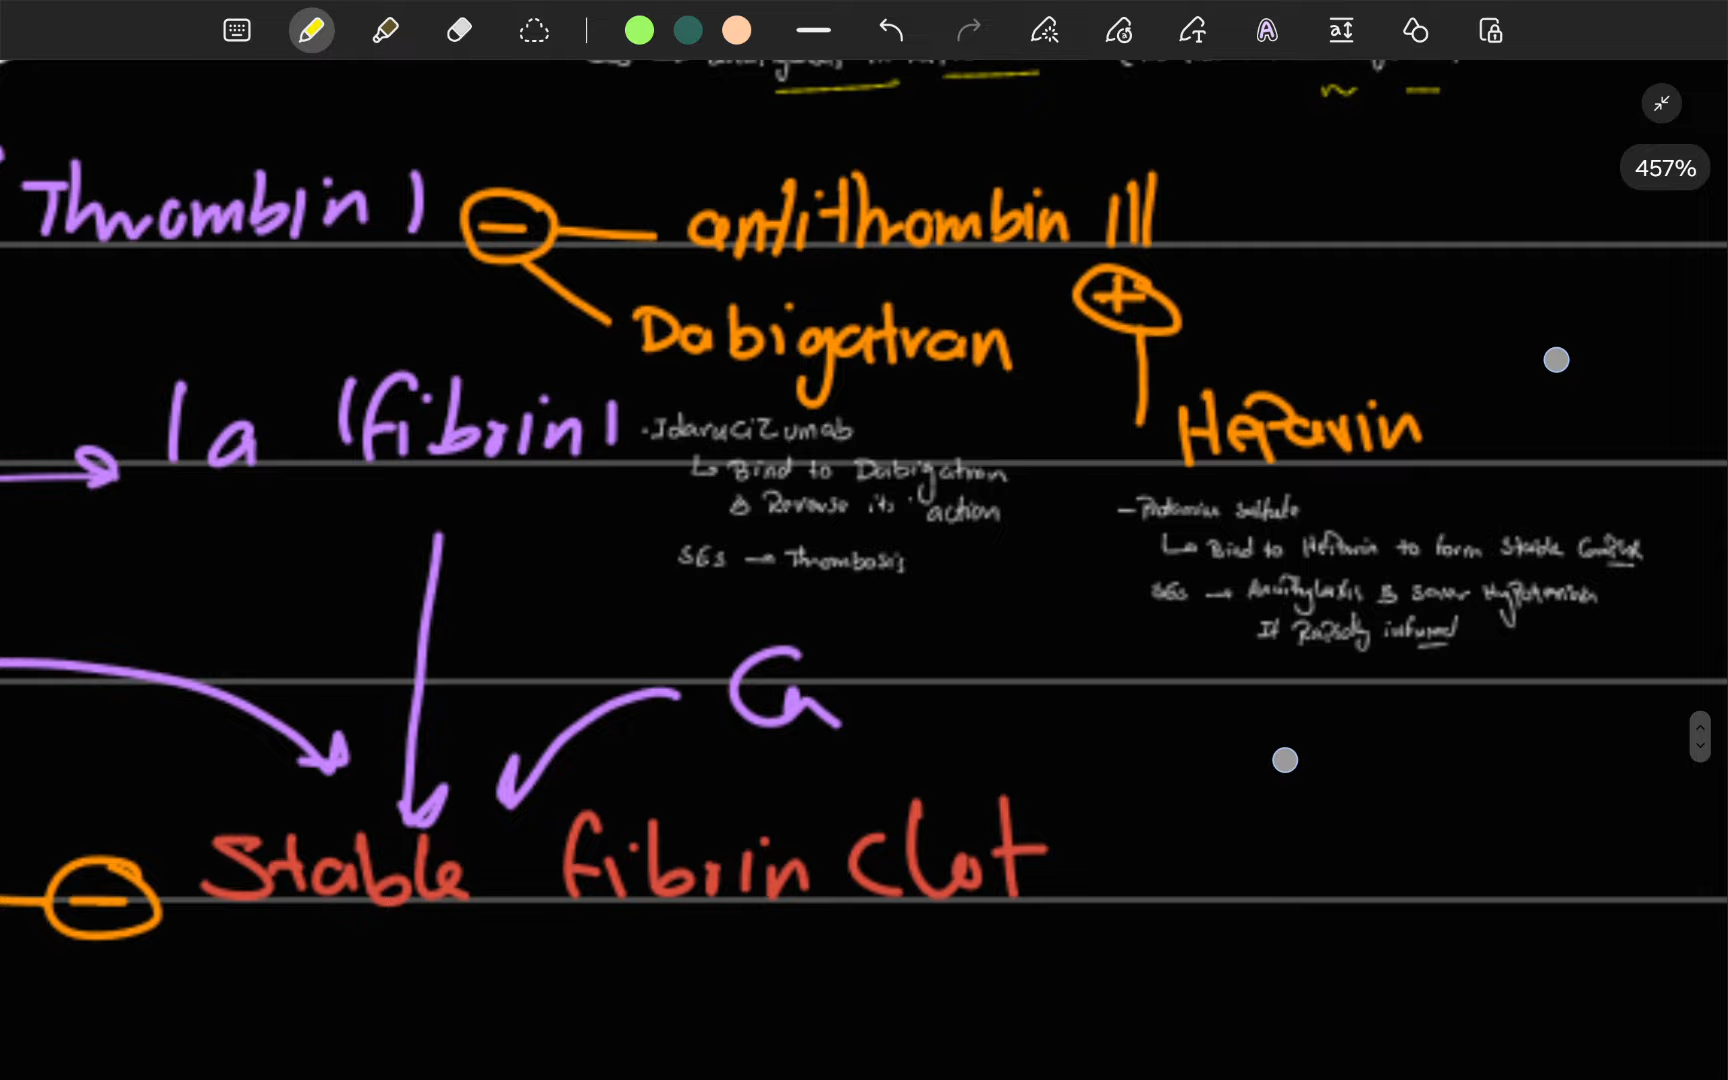 457%
Thrombin)
antithrombin III
Dabigatran
Ia (fibrin)
Heparin
- Idarucizumab
Bind to Dabigatran
& Reverse its action
SEs → Thrombosis
- Protamine sulfate
Bind to Heparin to form Stable Complex
SEs → Anaphylaxis & sever Hypotension
If Rapidly infused
Ca
Stable fibrin Clot